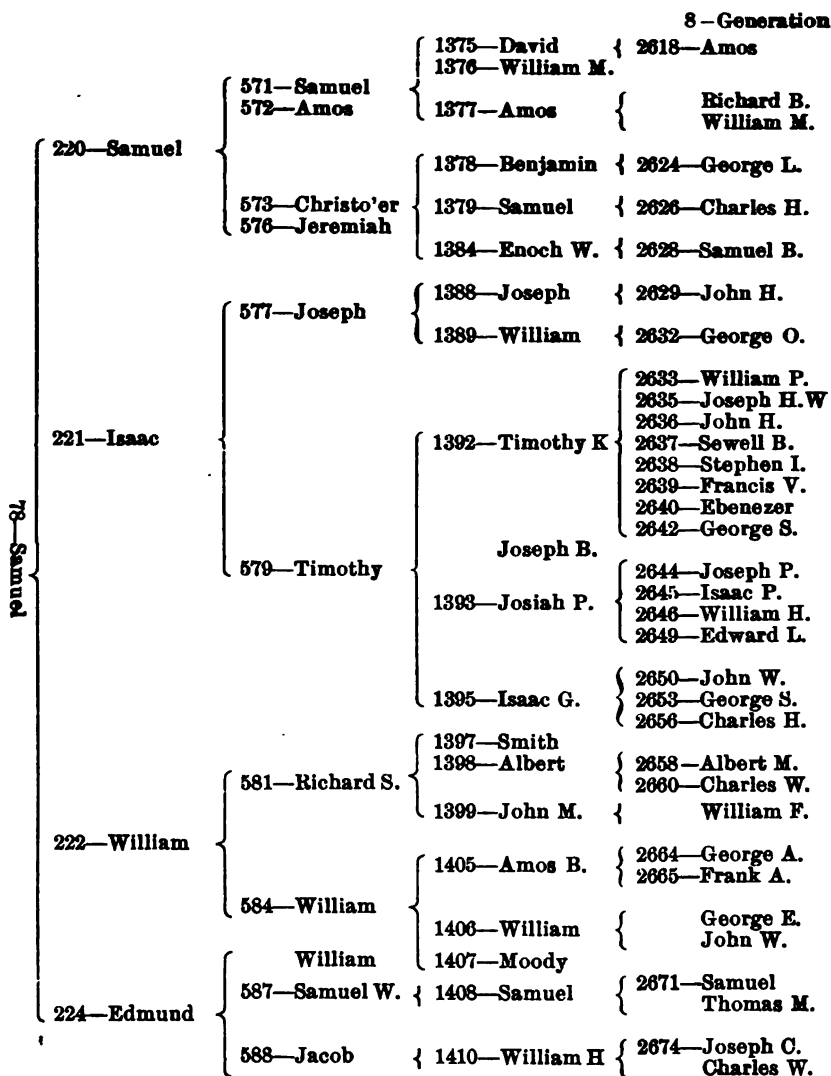 8—Generation
1375—David
2618—Amos
1376—William M.
571—Samuel
572—Amos
1377—Amos
Richard B.
William M.
220—Samuel
1378—Benjamin
2624—George L.
573—Christo'er
1379—Samuel
2626—Charles H.
576—Jeremiah
1384—Enoch W.
2628—Samuel B.
577—Joseph
1388—Joseph
2629—John H.
1389—William
2632—George O.
221—Isaac
1392—Timothy K
2633—William P.
2635—Joseph H.W
2636—John H.
2637—Sewell B.
2638—Stephen I.
2639—Francis V.
2640—Ebenezer
2642—George S.
78—Samuel
579—Timothy
Joseph B.
1393—Josiah P.
2644—Joseph P.
2645—Isaac P.
2646—William H.
2649—Edward L.
1395—Isaac G.
2650—John W.
2653—George S.
2656—Charles H.
1397—Smith
581—Richard S.
1398—Albert
2658—Albert M.
2660—Charles W.
1399—John M.
William F.
222—William
1405—Amos B.
2664—George A.
2665—Frank A.
584—William
1406—William
George E.
John W.
1407—Moody
William
224—Edmund
587—Samuel W.
1408—Samuel
2671—Samuel
Thomas M.
588—Jacob
1410—William H
2674—Joseph C.
Charles W.